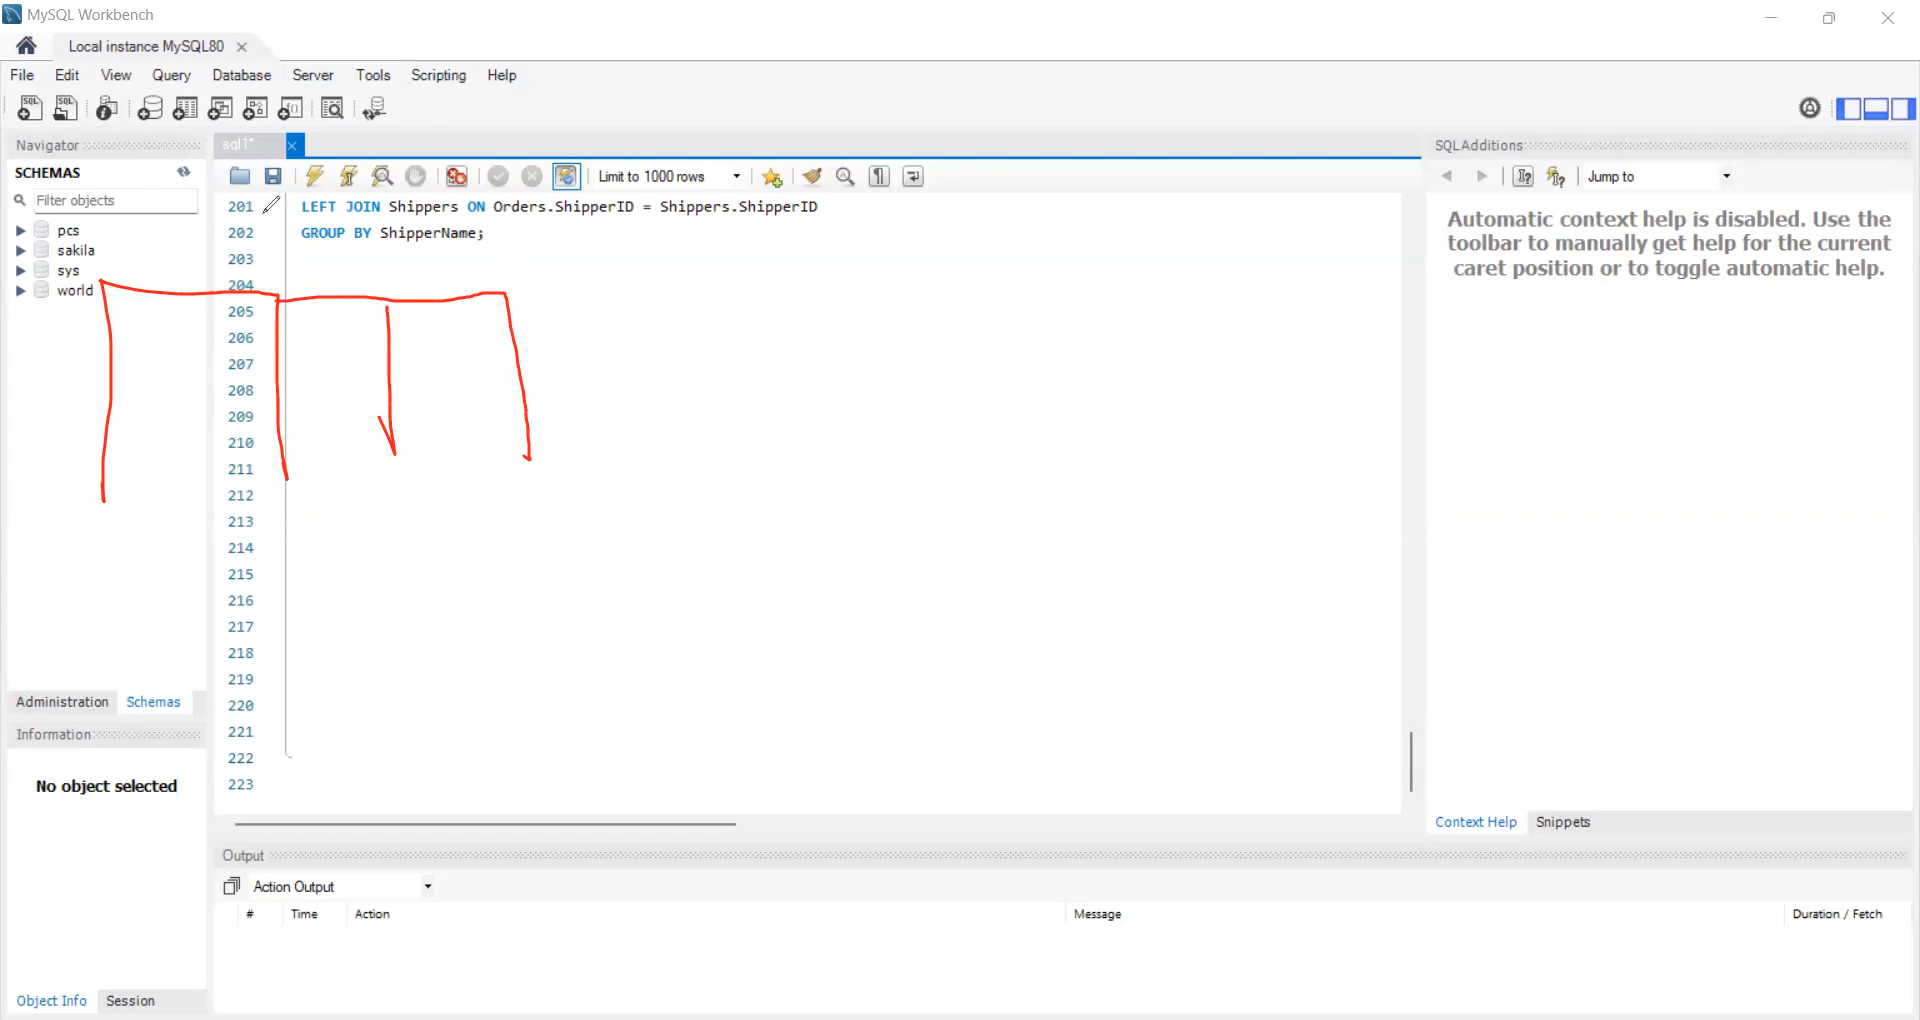 MySQL Workbench
Local instance MySQL80
File Edit View Query Database Server Tools Scripting Help
Navigator
sql1*
SQLAdditions
SCHEMAS
Limit to 1000 rows
Jump to
Filter objects
pcs
sakila
sys
world
201 LEFT JOIN Shippers ON Orders.ShipperID = Shippers.ShipperID
202 GROUP BY ShipperName;
203
204
205
206
207
208
209
210
211
212
213
214
215
216
217
218
219
220
221
222
223
Automatic context help is disabled. Use the
toolbar to manually get help for the current
caret position or to toggle automatic help.
Administration Schemas
Information
No object selected
Context Help Snippets
Output
Action Output
# Time Action Message Duration / Fetch
Object Info Session